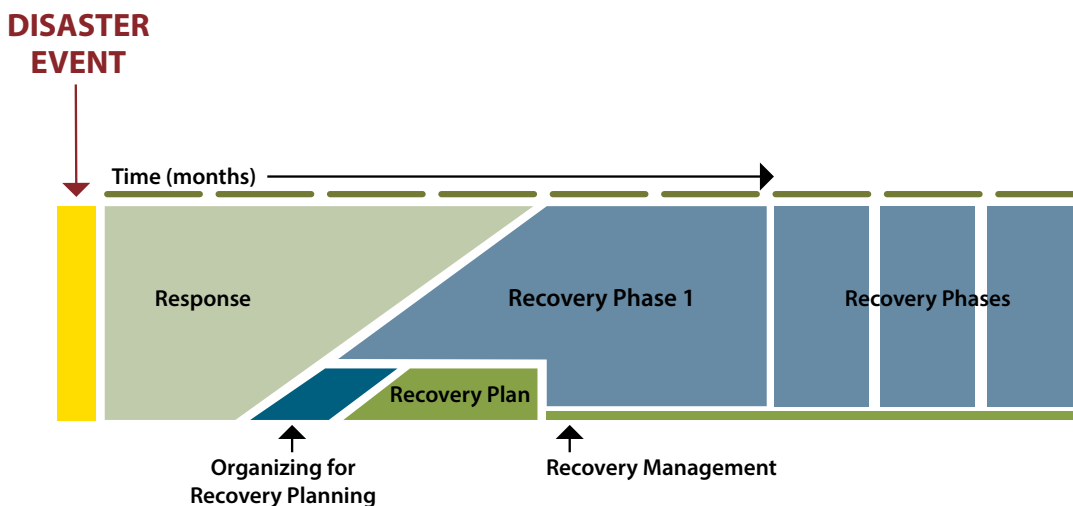 DISASTER
EVENT
Time (months)
Response
Recovery Phase 1
Recovery Phases
Recovery Plan
Organizing for
Recovery Planning
Recovery Management